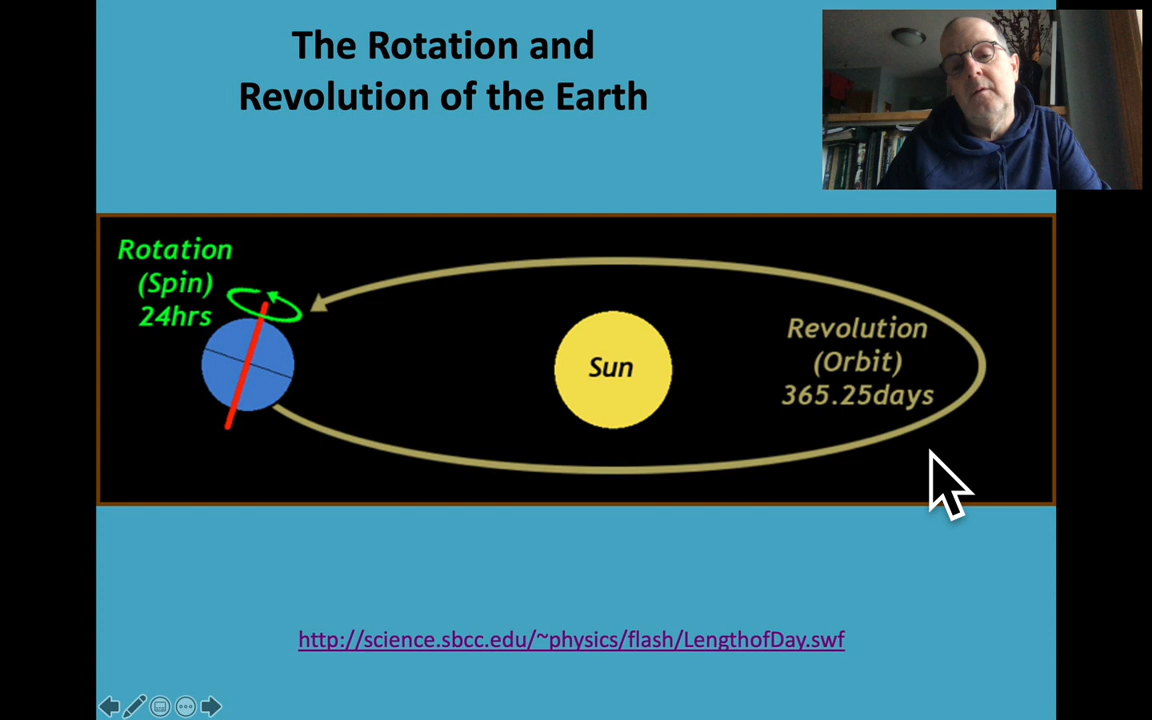 The Rotation and
Revolution of the Earth
Rotation
(Spin)
24hrs
Sun
Revolution
(Orbit)
365.25days
http://science.sbcc.edu/~physics/flash/LengthofDay.swf